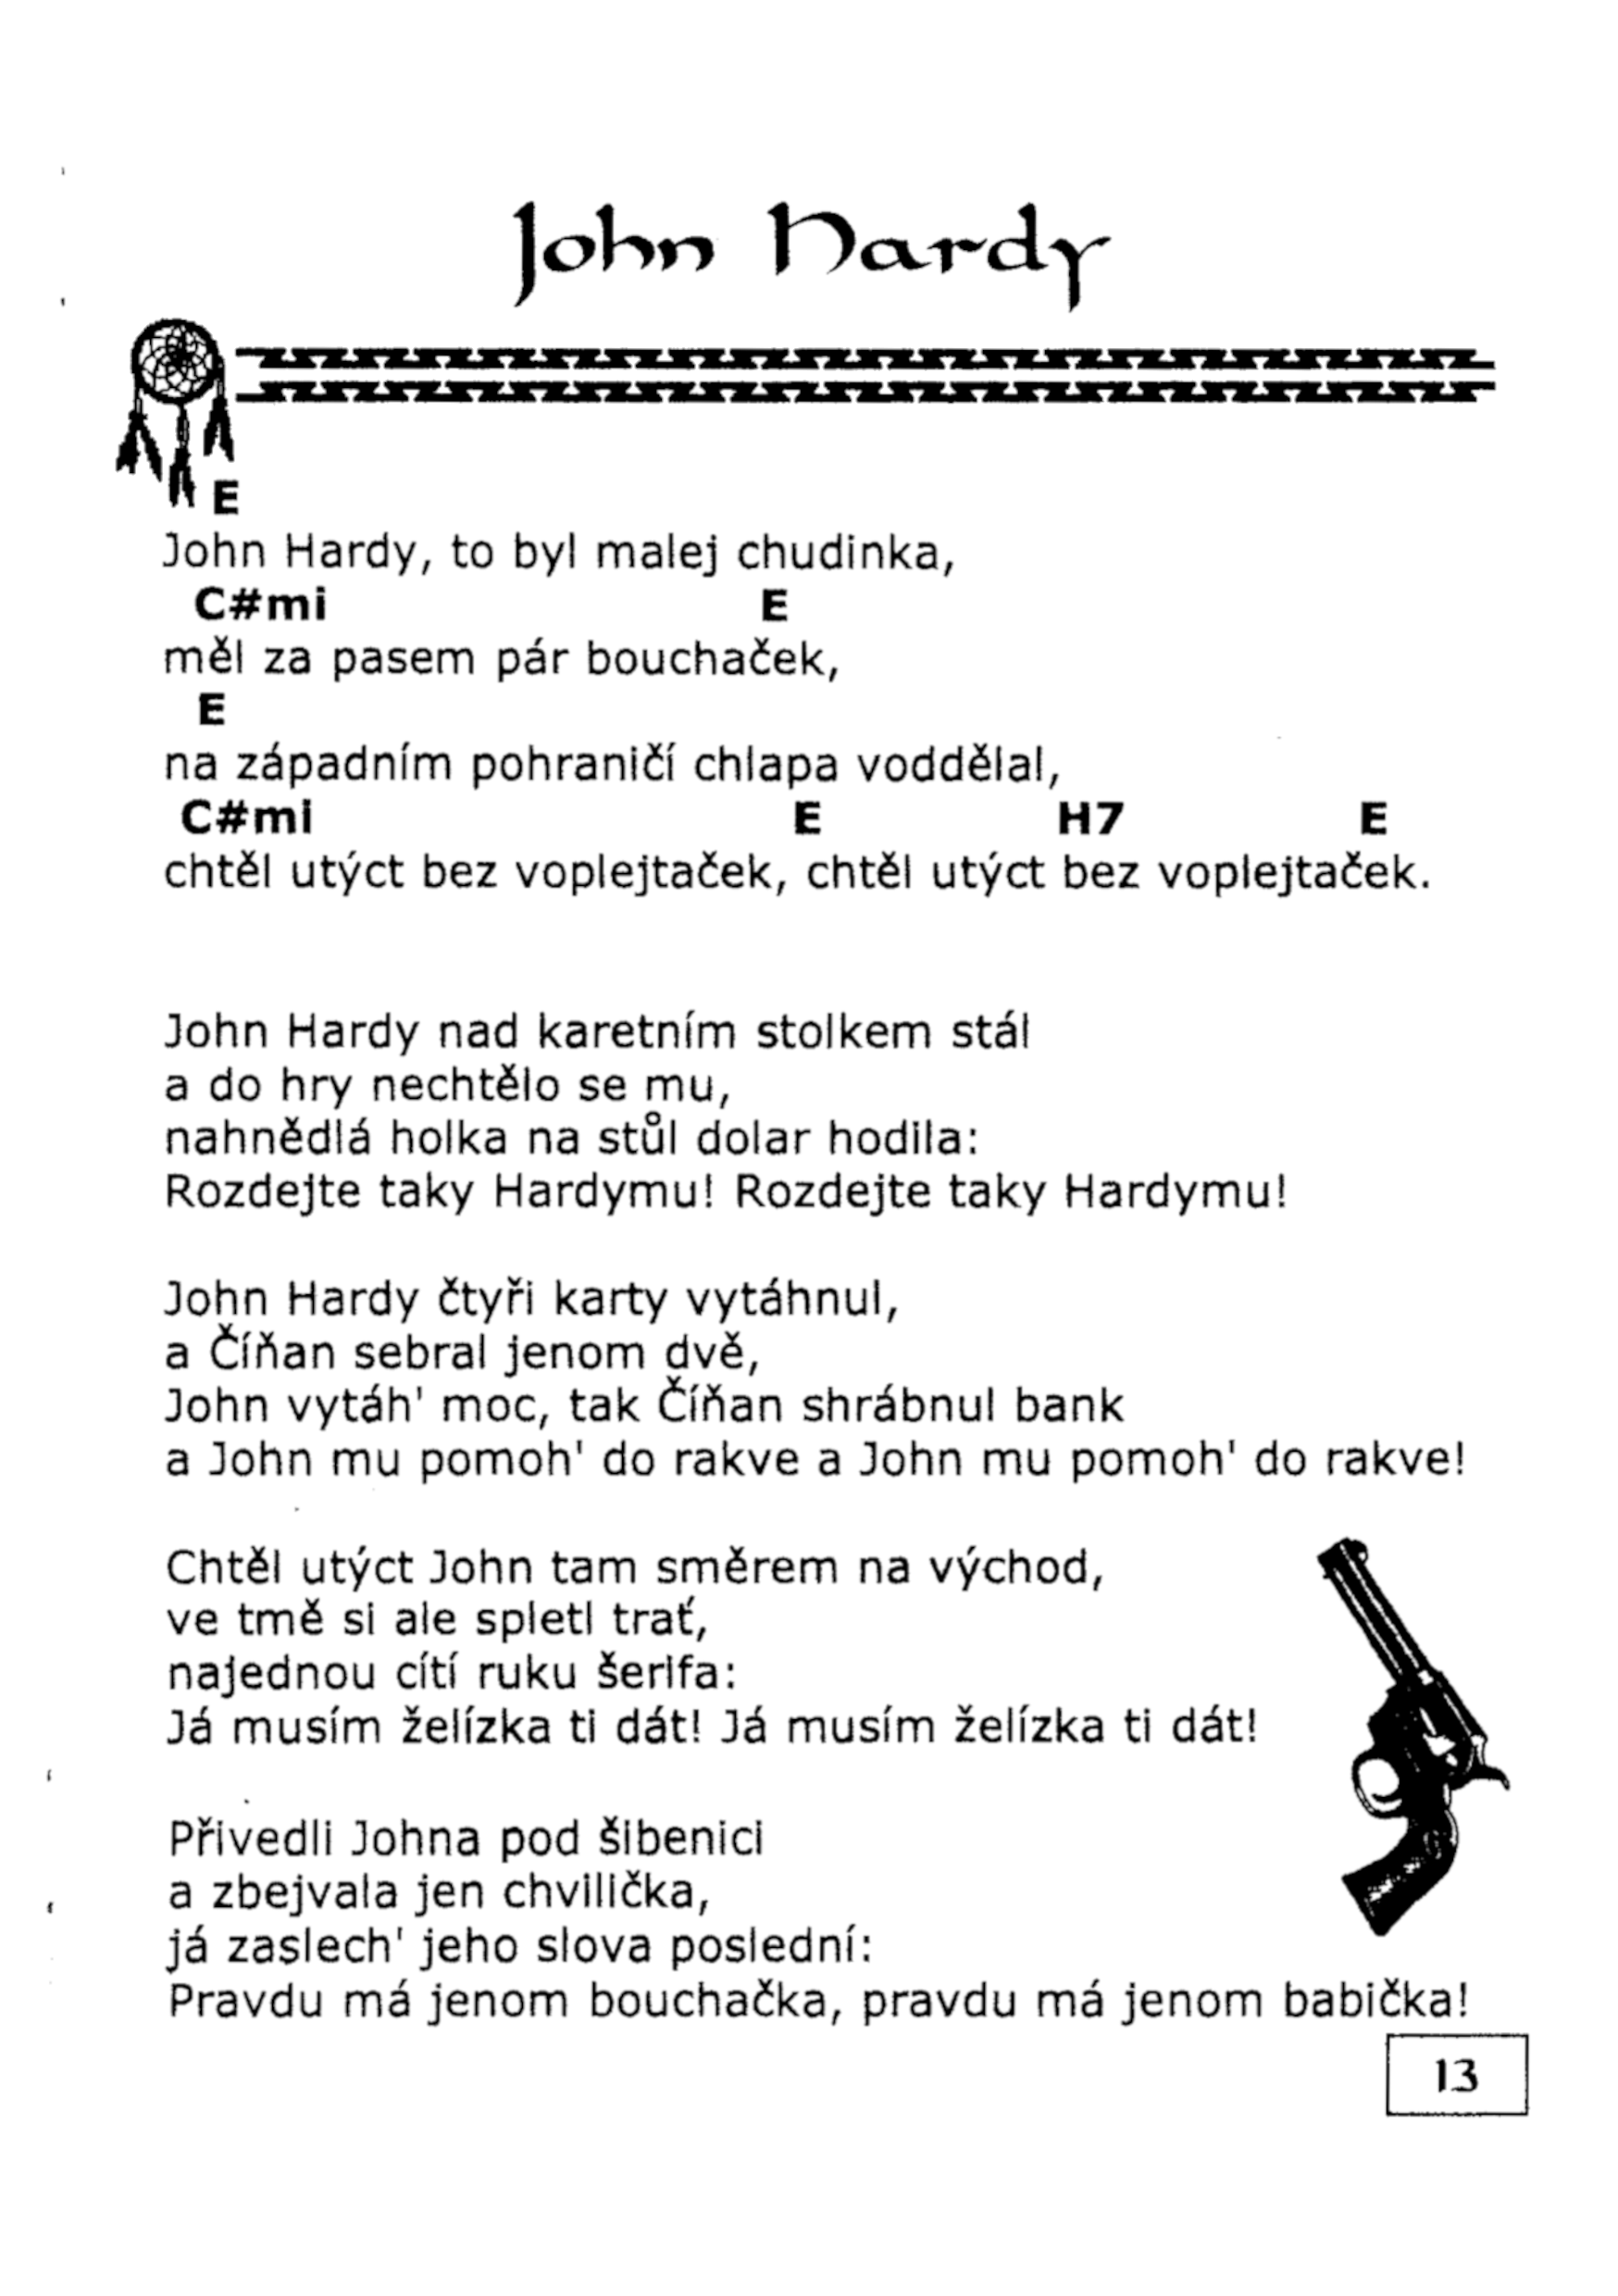 John Hardy
E
John Hardy, to byl malej chudinka,
C#mi E
měl za pasem pár bouchaček,
E
na západním pohraničí chlapa voddělal,
C#mi E H7 E
chtěl utýct bez voplejtaček, chtěl utýct bez voplejtaček.
John Hardy nad karetním stolkem stál
a do hry nechtělo se mu,
nahnědlá holka na stůl dolar hodila:
Rozdejte taky Hardymu! Rozdejte taky Hardymu!
John Hardy čtyři karty vytáhnul,
a Číňan sebral jenom dvě,
John vytáh' moc, tak Číňan shrábnul bank
a John mu pomoh' do rakve a John mu pomoh' do rakve!
Chtěl utýct John tam směrem na východ,
ve tmě si ale spletl trať,
najednou cítí ruku šerifa:
Já musím želízka ti dát! Já musím želízka ti dát!
Přivedli Johna pod šibenici
a zbejvala jen chvilička,
já zaslech' jeho slova poslední:
Pravdu má jenom bouchačka, pravdu má jenom babička!
13